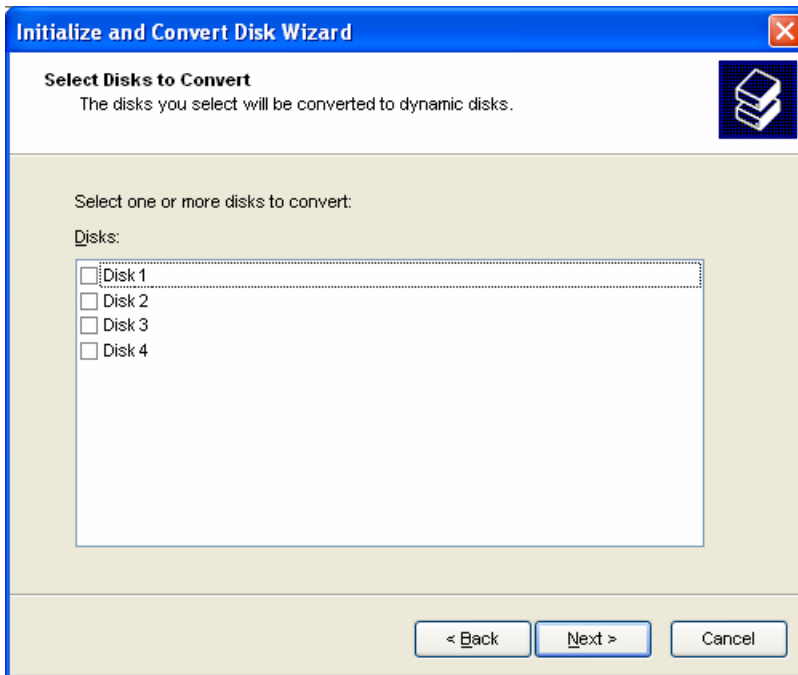 Initialize and Convert Disk Wizard
Select Disks to Convert
The disks you select will be converted to dynamic disks.
Select one or more disks to convert:
Disks:
Disk 1
Disk 2
Disk 3
Disk 4
< Back Next > Cancel